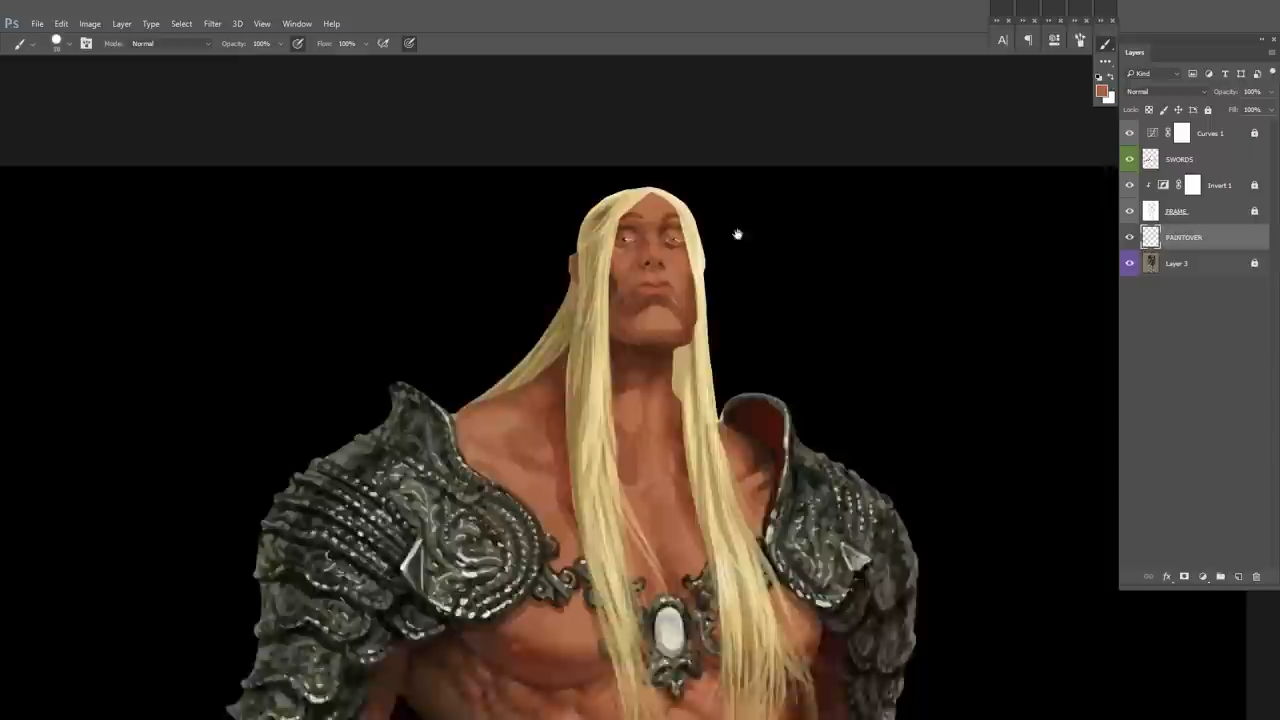 Ps File Edit Image Layer Type Select Filter 3D View Window Help
Mode: Normal Opacity: 100% Flow: 100%
A
Layers
Kind T
Normal Opacity: 100%
Lock: Fill: 100%
Curves 1
SWORDS
Invert 1
FRAME
PAINTOVER
Layer 3
fx